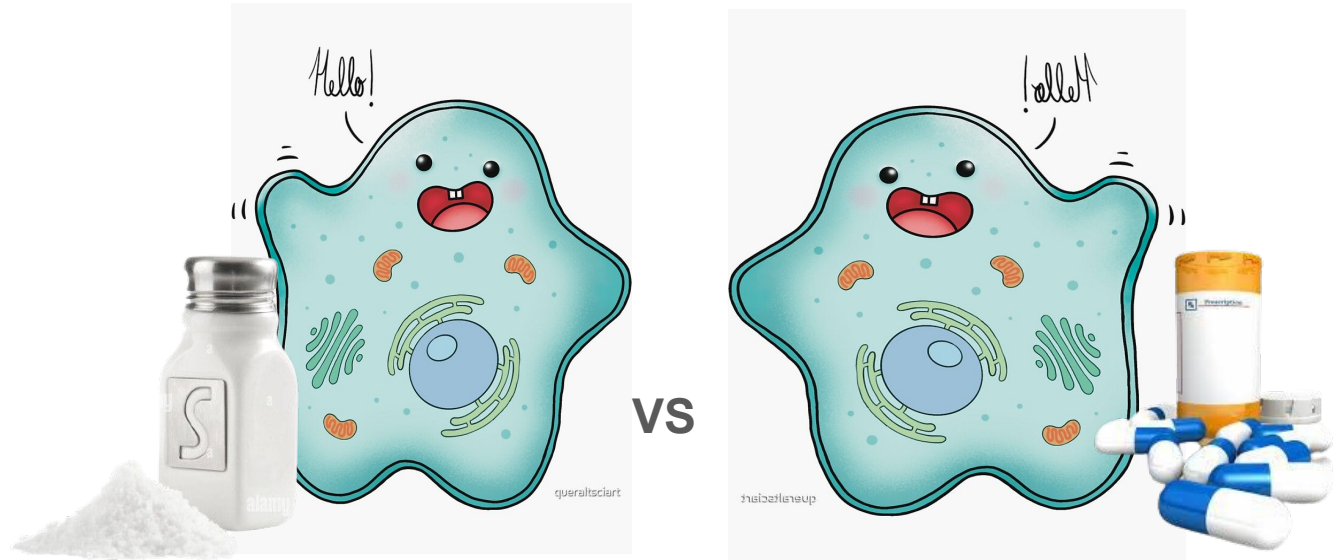 Hello!
Hello!
Prescription
S
VS
a
a
a
y
alamy
queraltsciart
queraltsciart